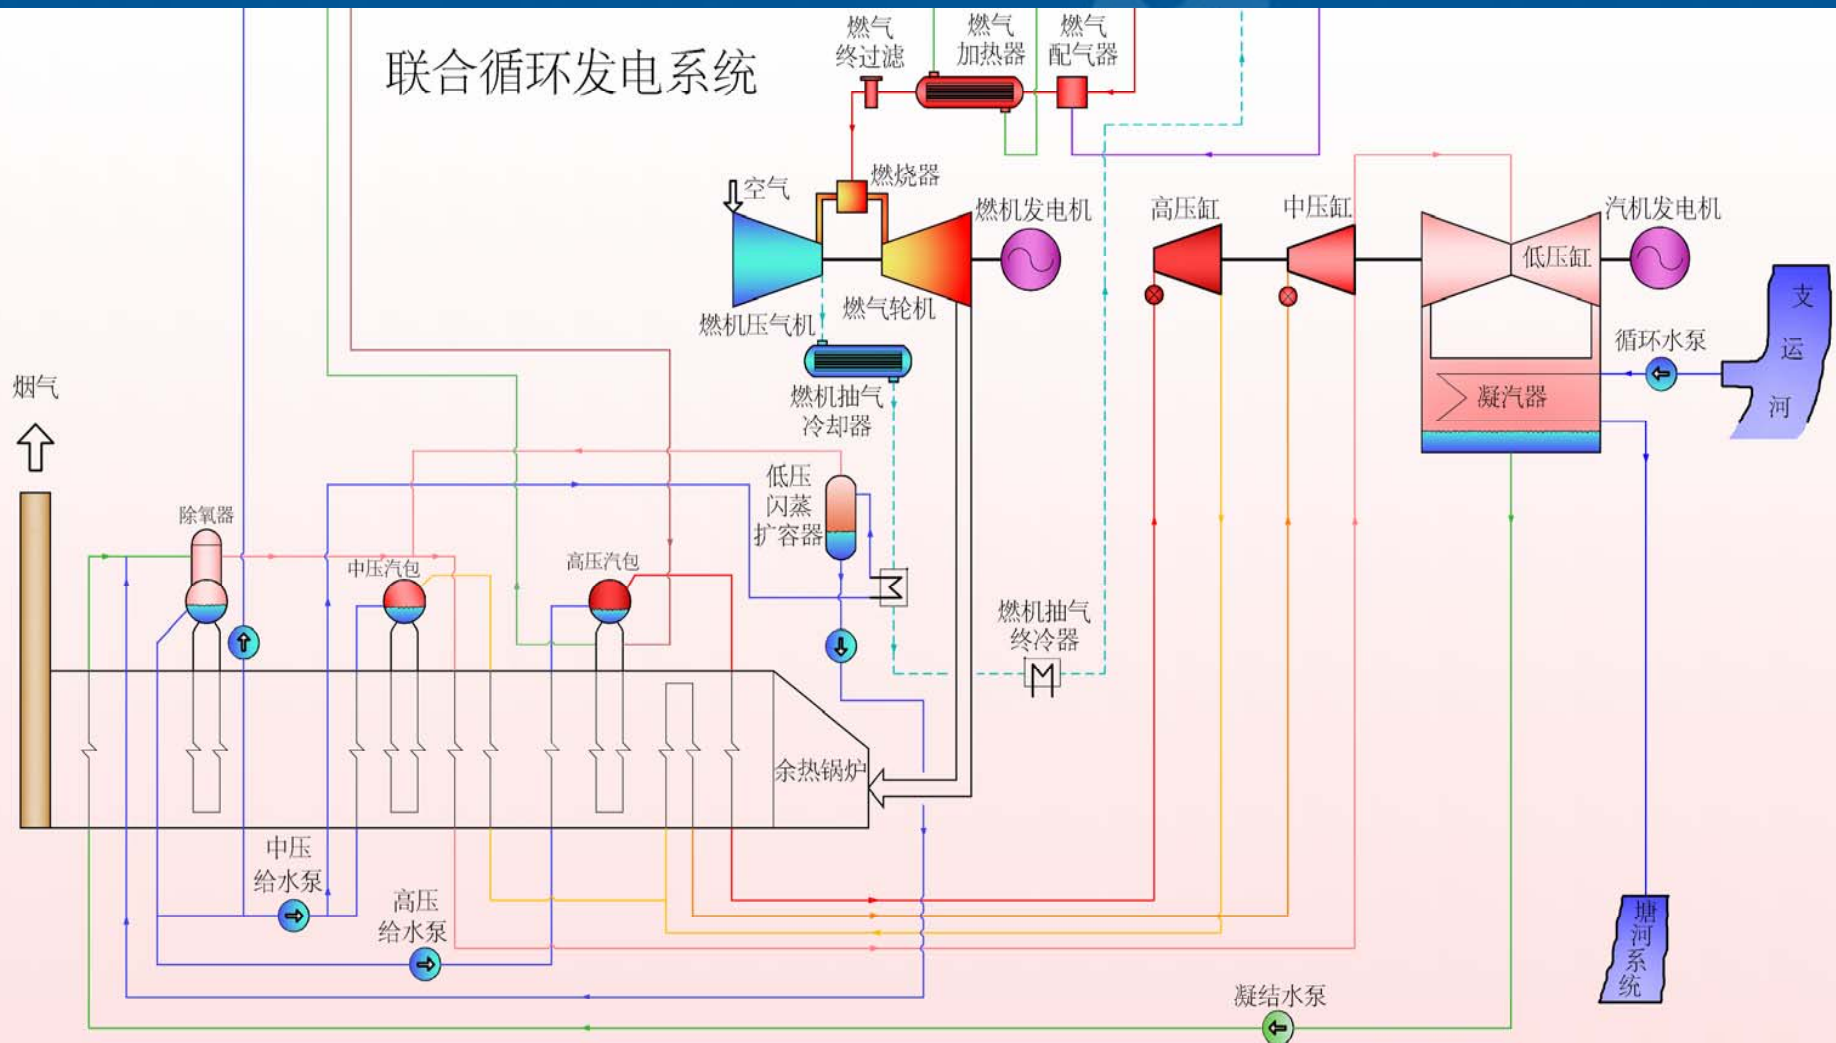 联合循环发电系统
燃气
终过滤
燃气
加热器
燃气
配气器
空气
燃烧器
燃机发电机
高压缸
中压缸
汽机发电机
低压缸
燃气轮机
燃机压气机
支
运
河
循环水泵
凝汽器
烟气
燃机抽气
冷却器
低压
闪蒸
扩容器
除氧器
中压汽包
高压汽包
燃机抽气
终冷器
余热锅炉
中压
给水泵
高压
给水泵
塘
河
系
统
凝结水泵